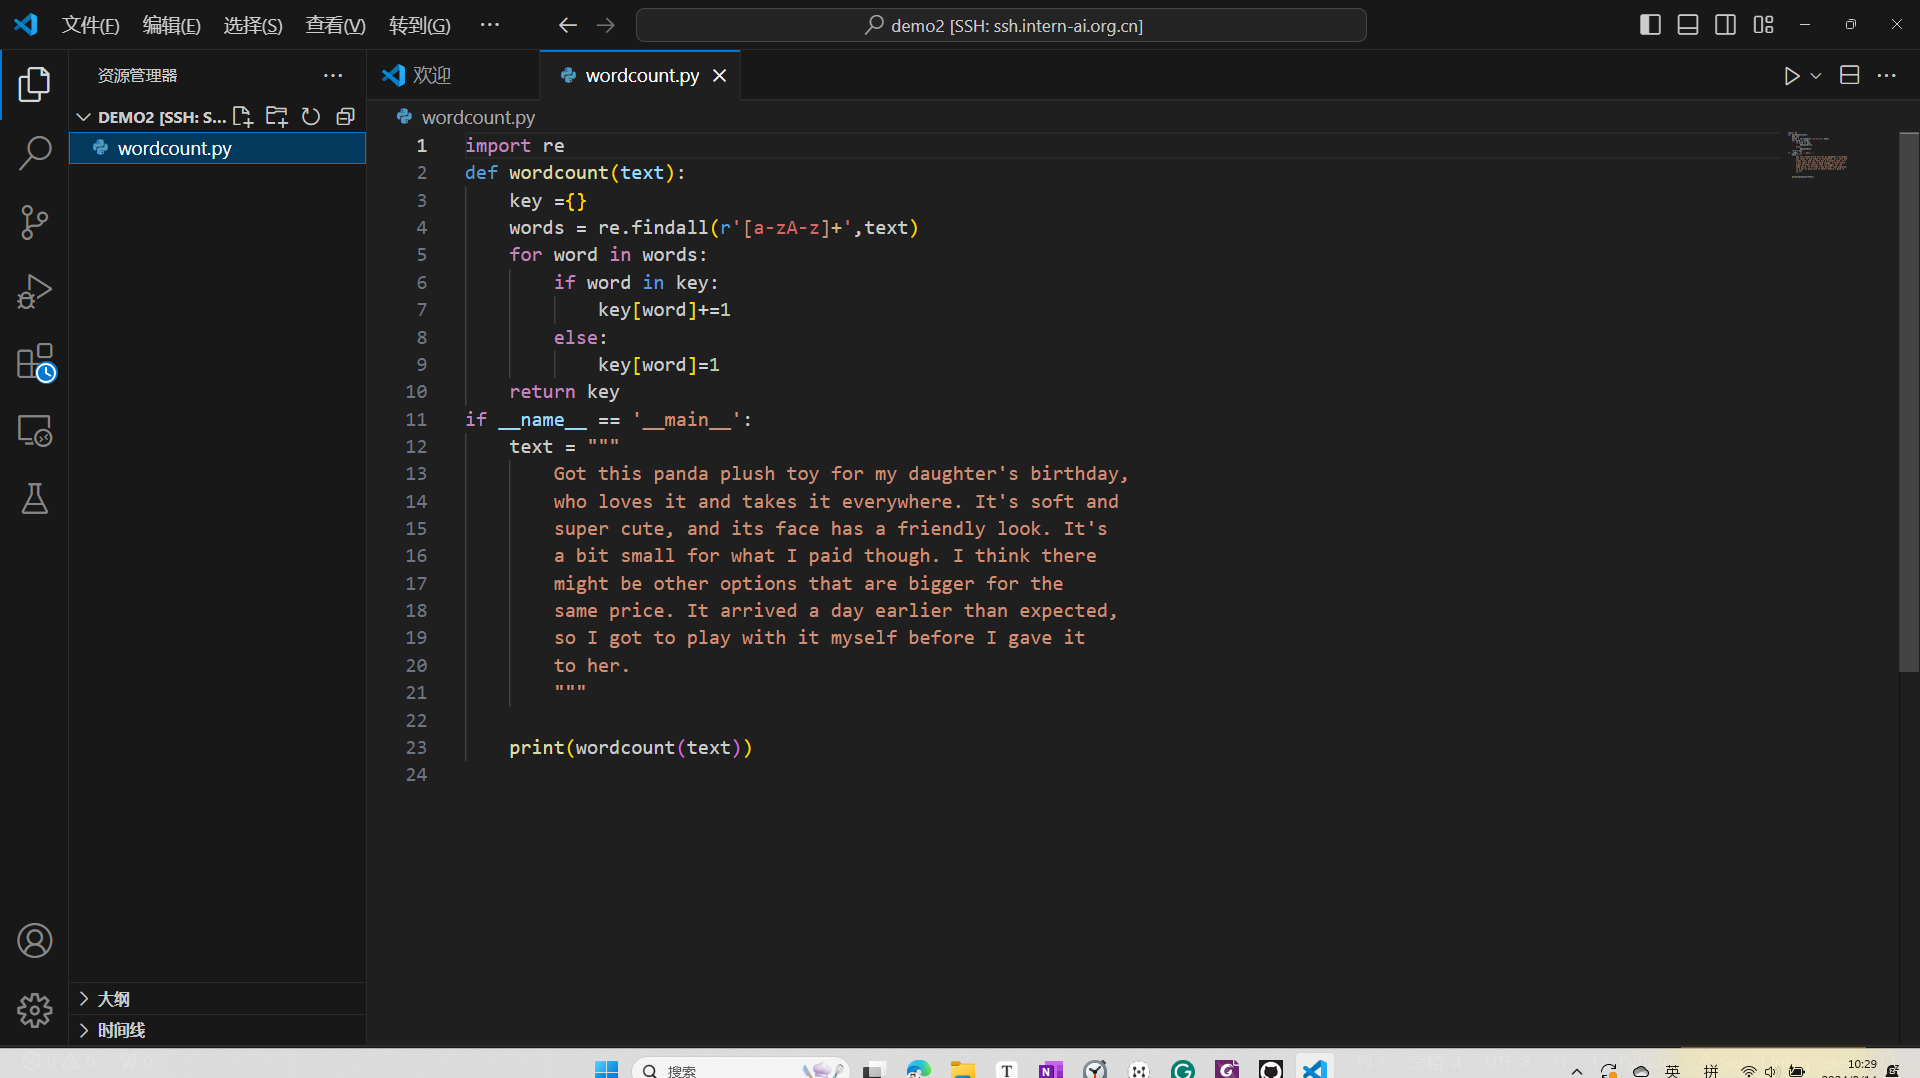 文件(F) 编辑(E) 选择(S) 查看(V) 转到(G) ··· demo2 [SSH: ssh.intern-ai.org.cn]
资源管理器 ···
欢迎 wordcount.py
DEMO2 [SSH: S...
wordcount.py
wordcount.py
1 import re
2 def wordcount(text):
3 key ={}
4 words = re.findall(r'[a-zA-z]+',text)
5 for word in words:
6 if word in key:
7 key[word]+=1
8 else:
9 key[word]=1
10 return key
11 if __name__ == '__main__':
12 text = """
13 Got this panda plush toy for my daughter's birthday,
14 who loves it and takes it everywhere. It's soft and
15 super cute, and its face has a friendly look. It's
16 a bit small for what I paid though. I think there
17 might be other options that are bigger for the
18 same price. It arrived a day earlier than expected,
19 so I got to play with it myself before I gave it
20 to her.
21 """
22
23 print(wordcount(text))
24
大纲
时间线
搜索
英 拼 10:29